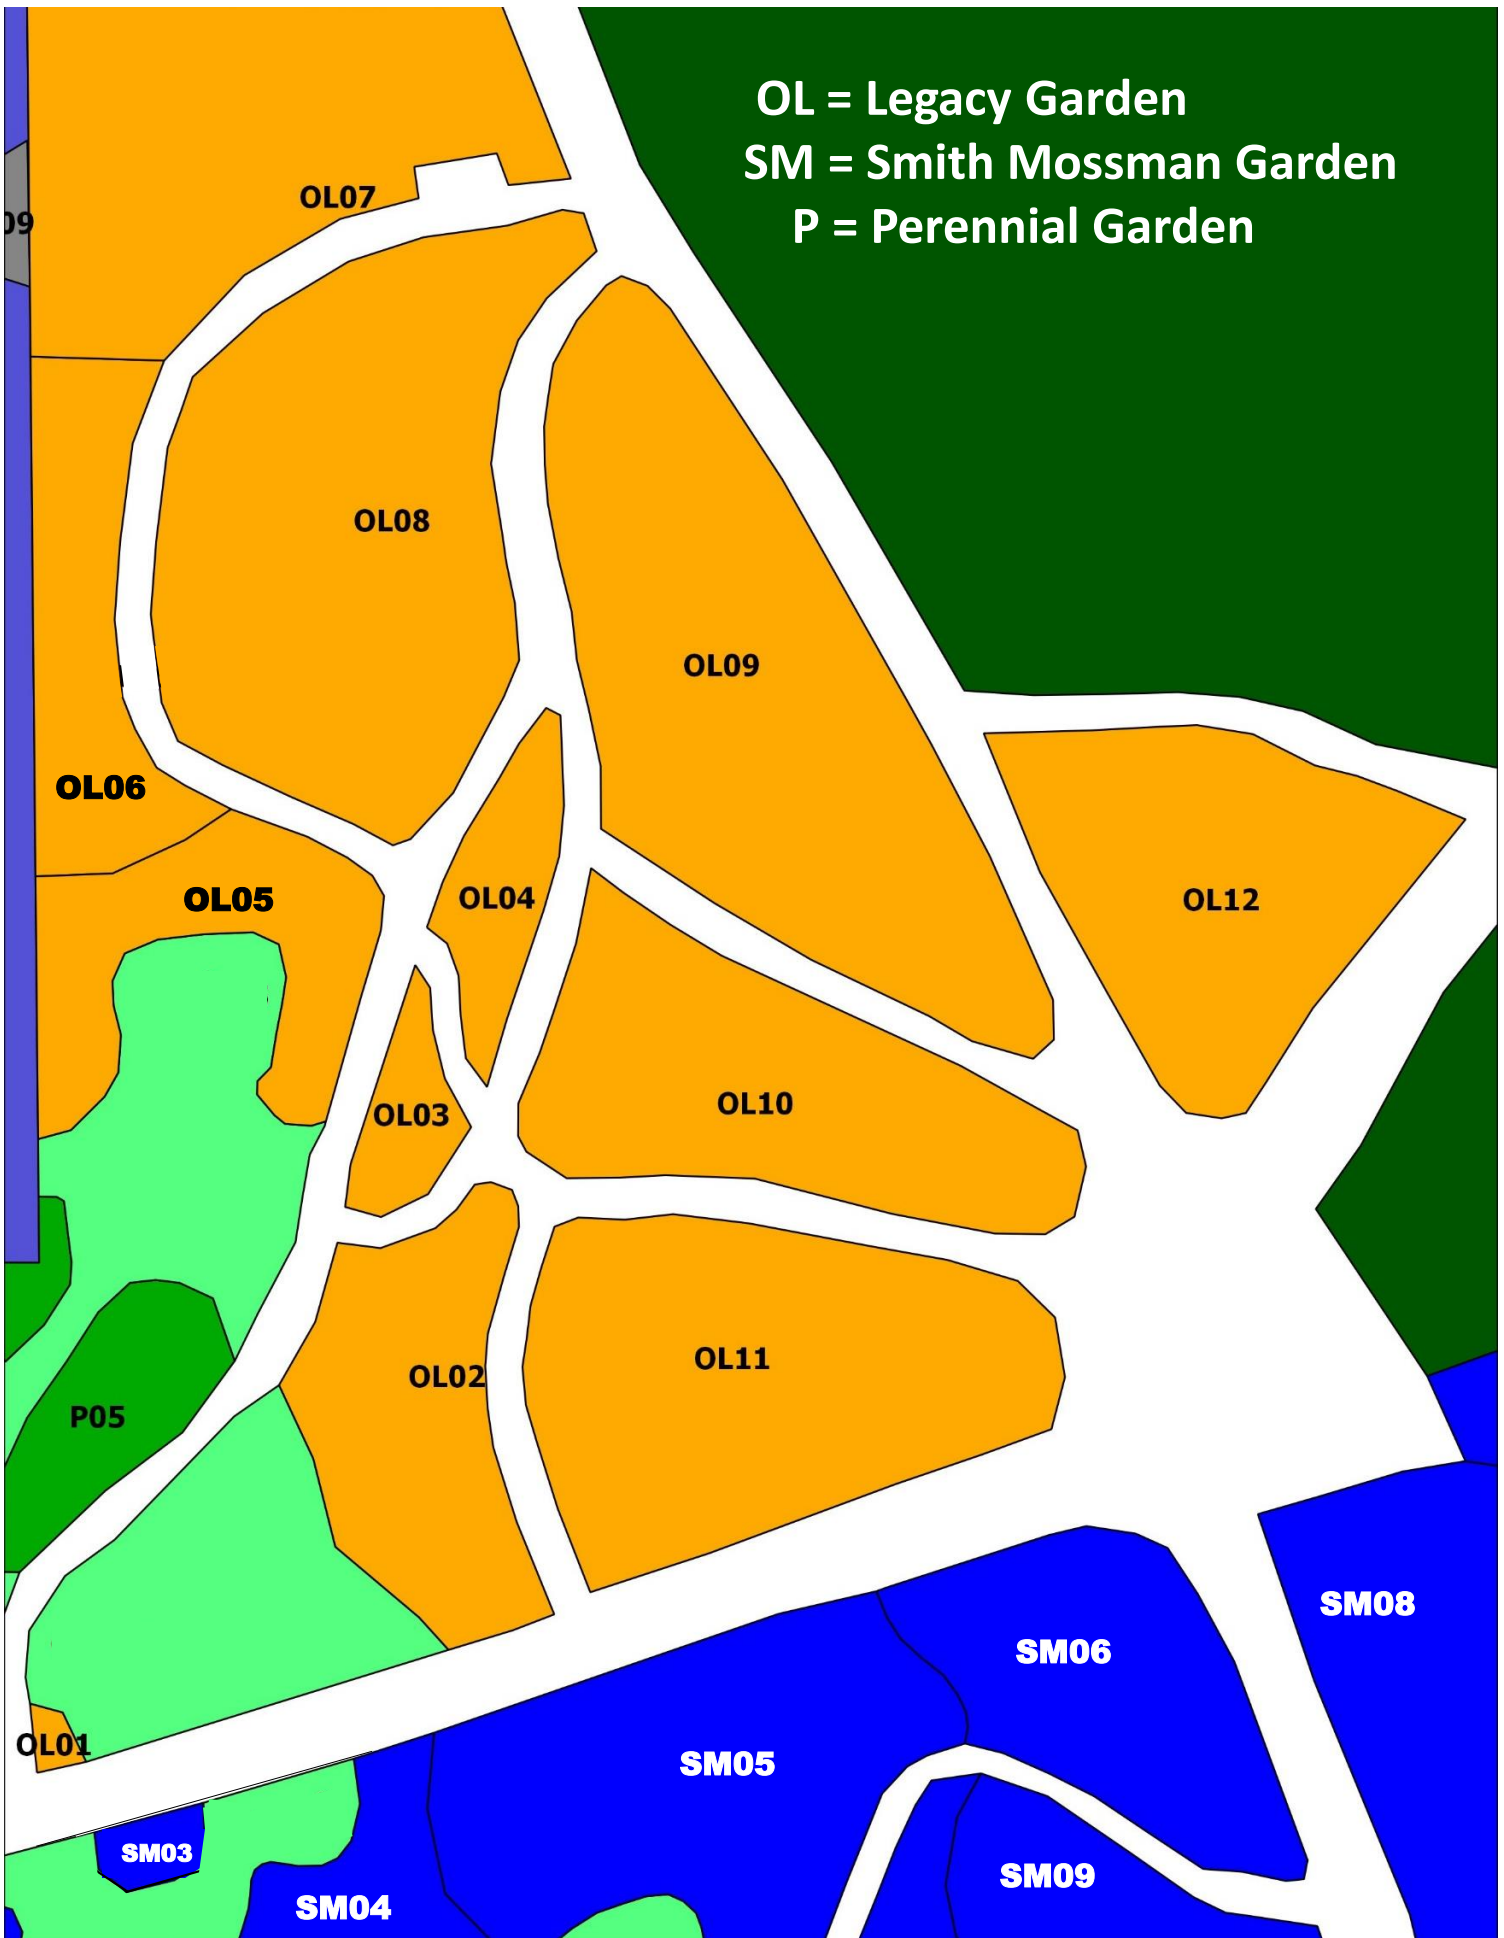 OL = Legacy Garden
SM = Smith Mossman Garden
P = Perennial Garden
OL07
09
OL08
OL09
OL06
OL05
OL04
OL12
OL10
OL03
OL11
OL02
P05
SM08
SM06
OL01
SM05
SM03
SM09
SM04